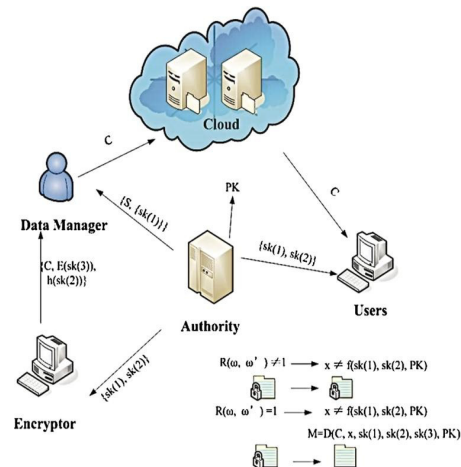 Cloud
C
C
PK
Data Manager
{S, {sk(1)}}
{sk(1), sk(2)}
{C, E(sk(3)),
h(sk(2))}
Users
Authority
{sk(1), sk(2)}
Encryptor
R(ω, ω’ ) ≠1 x ≠ f(sk(1), sk(2), PK)
R(ω, ω’ ) =1 x ≠ f(sk(1), sk(2), PK)
M=D(C, x, sk(1), sk(2), sk(3), PK)